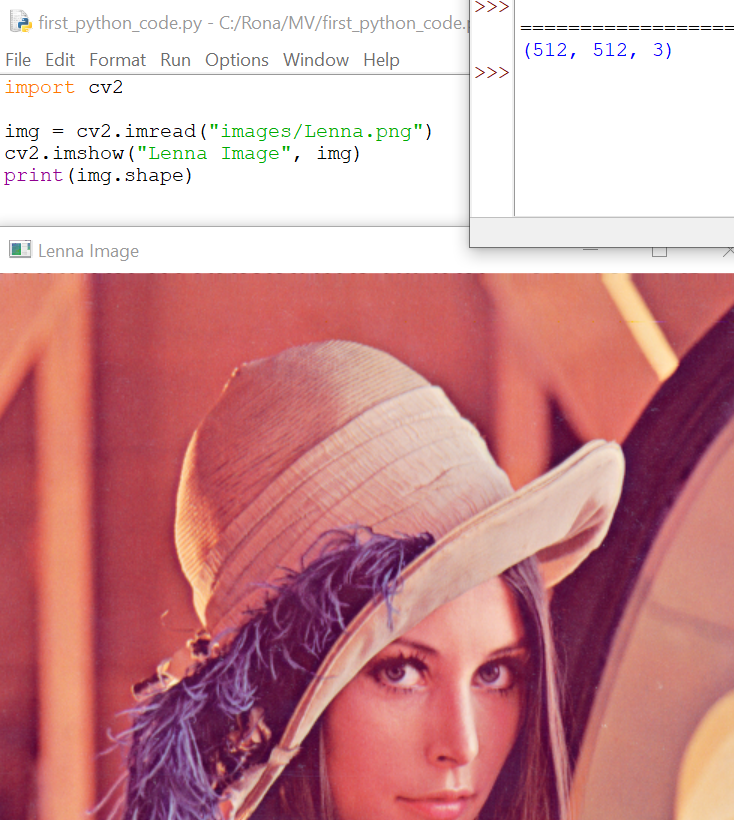 first_python_code.py - C:/Rona/MV/first_python_code.p
File Edit Format Run Options Window Help
import cv2
img = cv2.imread("images/Lenna.png")
cv2.imshow("Lenna Image", img)
print(img.shape)
>>>
==================
(512, 512, 3)
>>>
Lenna Image